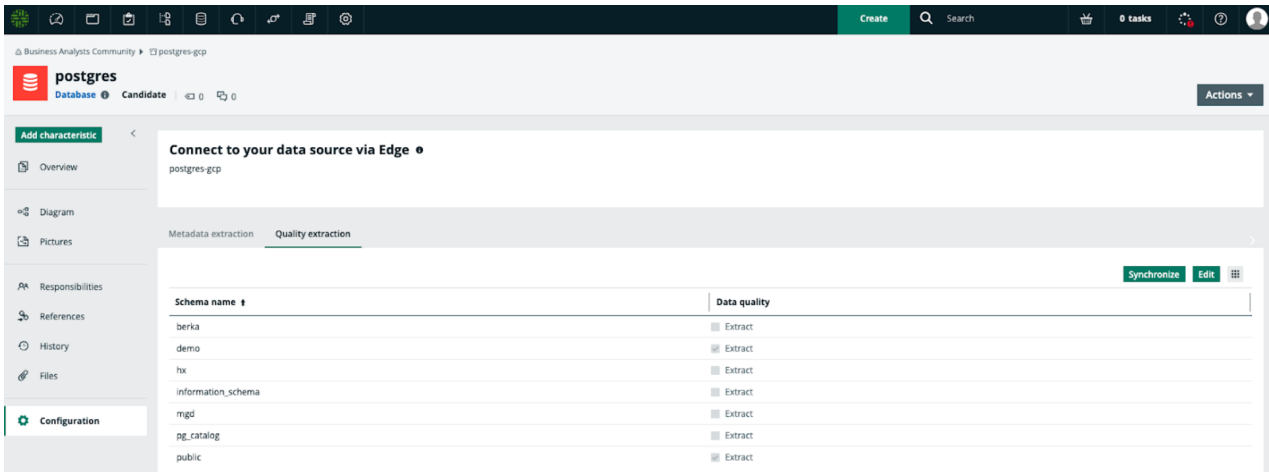 Create
Search
0 tasks
Business Analysts Community
postgres-gcp
postgres
Database
Candidate
0
0
Actions
Add characteristic
Overview
Diagram
Pictures
Responsibilities
References
History
Files
Configuration
Connect to your data source via Edge
postgres-gcp
Metadata extraction
Quality extraction
Synchronize
Edit
Schema name
Data quality
berka
Extract
demo
Extract
hx
Extract
information_schema
Extract
mgd
Extract
pg_catalog
Extract
public
Extract